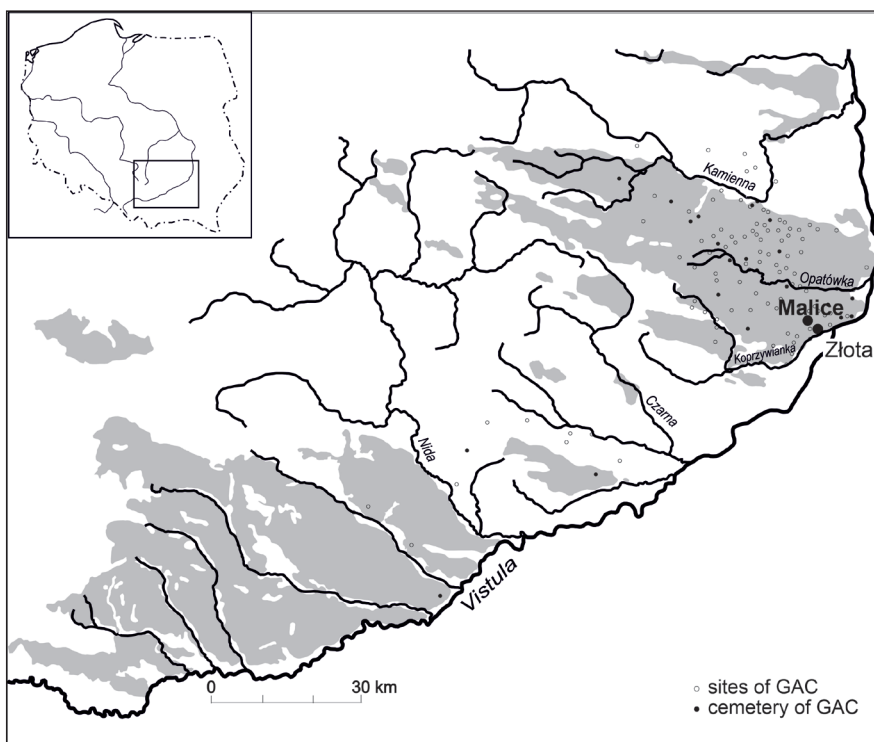 Kamienna
Opatówka
Malice
Złota
Koprzywianka
Czarna
Nida
Vistula
0 30 km
sites of GAC
cemetery of GAC